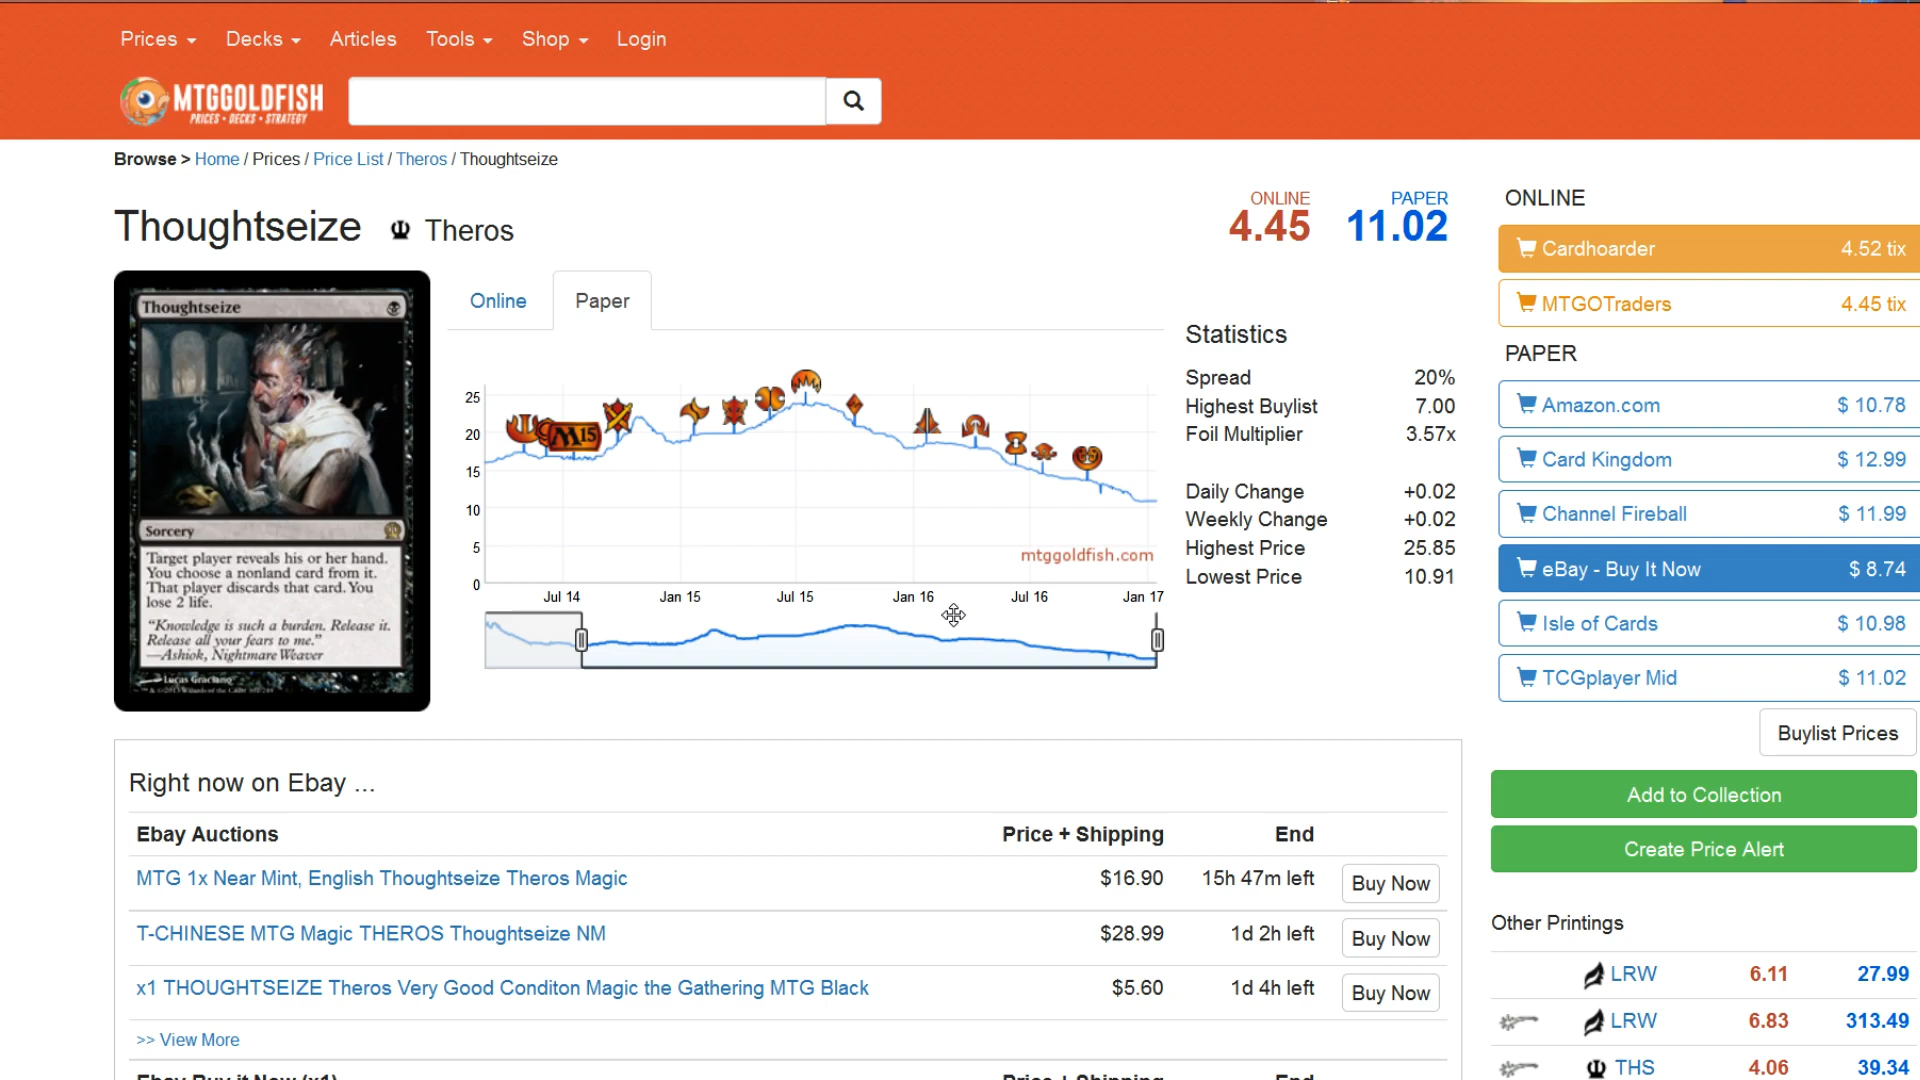 Prices Decks Articles Tools Shop Login
MTGGOLDFISH
PRICES • DECKS • STRATEGY
Browse > Home / Prices / Price List / Theros / Thoughtseize
Thoughtseize Theros
ONLINE PAPER
4.45 11.02
Thoughtseize
Sorcery
Target player reveals his or her hand.
You choose a nonland card from it.
That player discards that card. You
lose 2 life.
“Knowledge is such a burden. Release it.
Release all your fears to me.”
—Ashiok, Nightmare Weaver
Lucas Graciano
Online Paper
25
20
15
10
5
0
M15
mtggoldfish.com
Jul 14 Jan 15 Jul 15 Jan 16 Jul 16 Jan 17
Statistics
Spread 20%
Highest Buylist 7.00
Foil Multiplier 3.57x
Daily Change +0.02
Weekly Change +0.02
Highest Price 25.85
Lowest Price 10.91
ONLINE
Cardhoarder 4.52 tix
MTGOTraders 4.45 tix
PAPER
Amazon.com $ 10.78
Card Kingdom $ 12.99
Channel Fireball $ 11.99
eBay - Buy It Now $ 8.74
Isle of Cards $ 10.98
TCGplayer Mid $ 11.02
Buylist Prices
Add to Collection
Create Price Alert
Other Printings
LRW 6.11 27.99
LRW 6.83 313.49
THS 4.06 39.34
Right now on Ebay ...
Ebay Auctions Price + Shipping End
MTG 1x Near Mint, English Thoughtseize Theros Magic $16.90 15h 47m left Buy Now
T-CHINESE MTG Magic THEROS Thoughtseize NM $28.99 1d 2h left Buy Now
x1 THOUGHTSEIZE Theros Very Good Conditon Magic the Gathering MTG Black $5.60 1d 4h left Buy Now
>> View More
Ebay Buy it Now (x1) Price + Shipping End